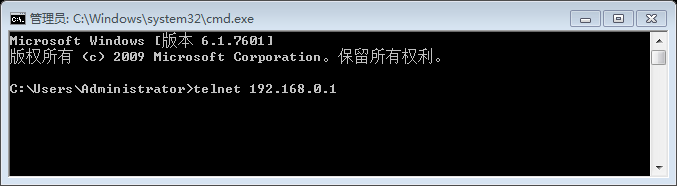 管理员: C:\Windows\system32\cmd.exe
Microsoft Windows [版本 6.1.7601]
版权所有 (c) 2009 Microsoft Corporation。保留所有权利。
C:\Users\Administrator>telnet 192.168.0.1